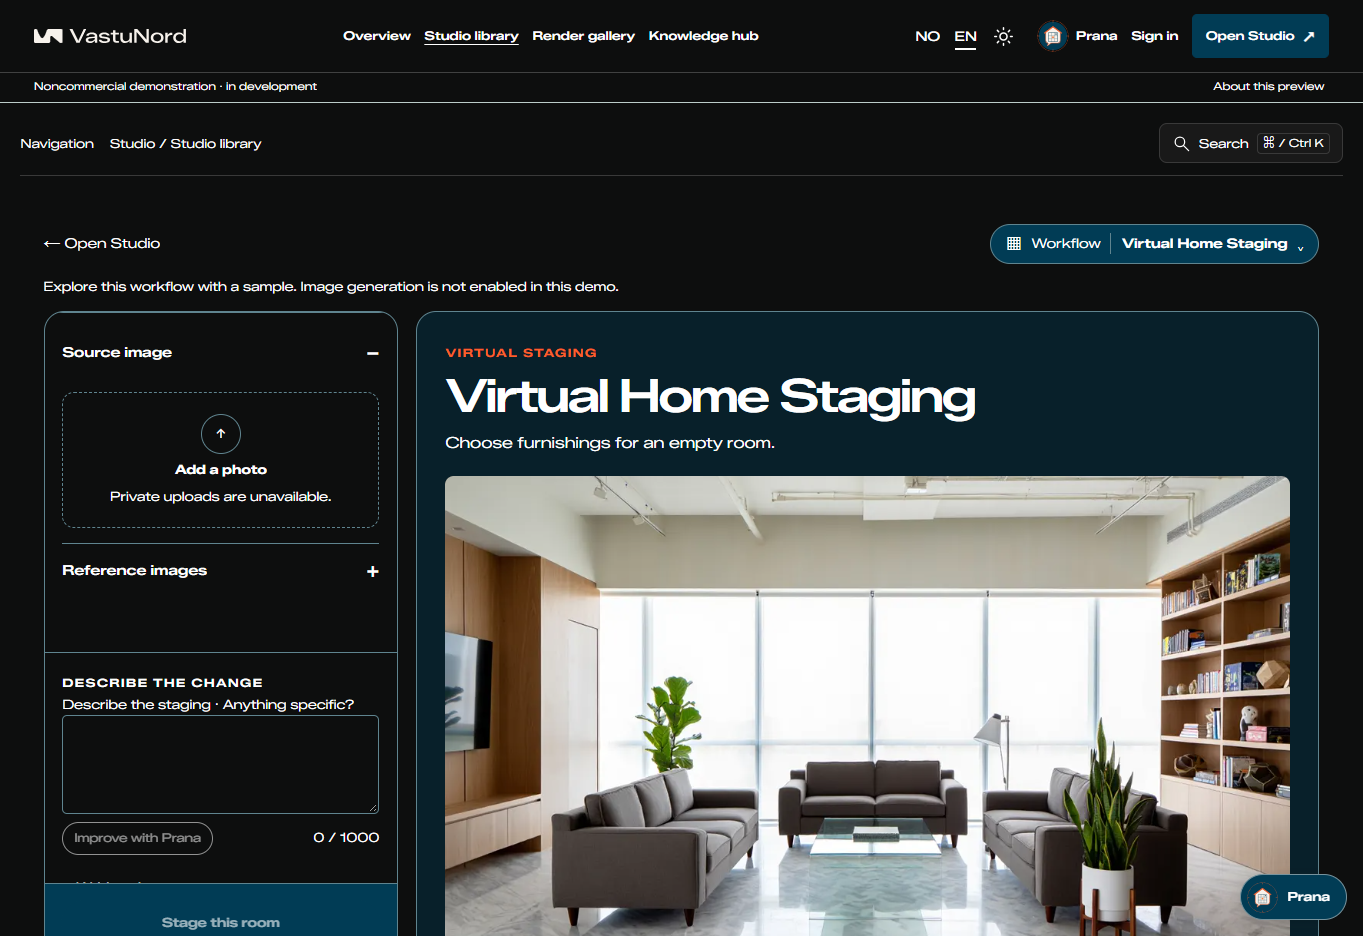 VastuNord
Overview Studio library Render gallery Knowledge hub
NO EN Prana Sign in Open Studio ↗
Noncommercial demonstration · in development
About this preview
Navigation Studio / Studio library
Search ⌘ / Ctrl K
← Open Studio
Workflow Virtual Home Staging
Explore this workflow with a sample. Image generation is not enabled in this demo.
Source image −
Add a photo
Private uploads are unavailable.
Reference images +
DESCRIBE THE CHANGE
Describe the staging · Anything specific?
Improve with Prana 0 / 1000
Stage this room
VIRTUAL STAGING
Virtual Home Staging
Choose furnishings for an empty room.
Prana